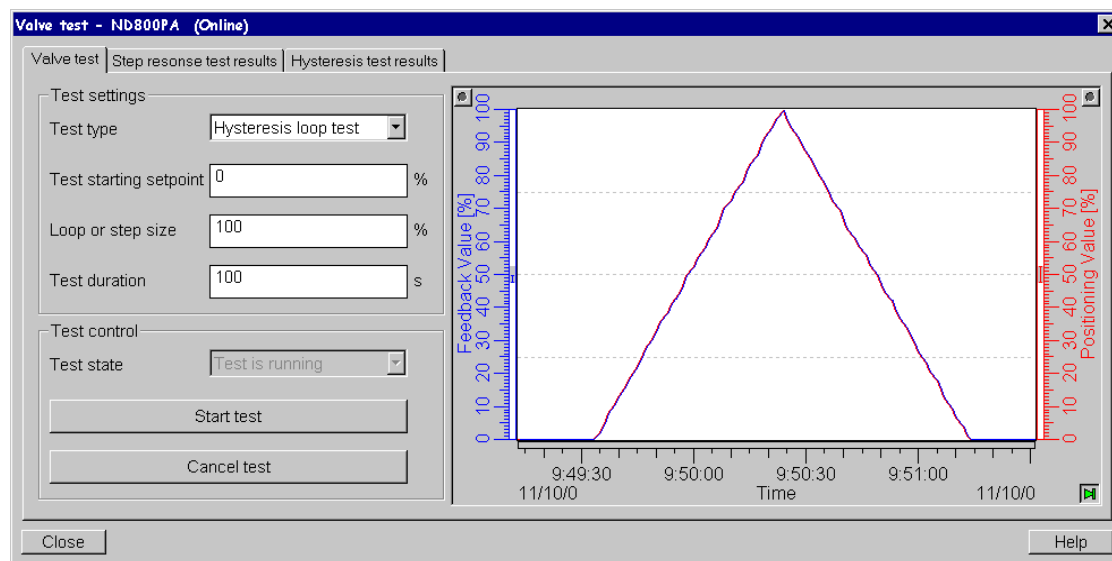 Valve test - ND800PA (Online)
Valve test
Step resonse test results
Hysteresis test results
Test settings
Test type
Hysteresis loop test
Test starting setpoint
0
%
Loop or step size
100
%
Test duration
100
s
Test control
Test state
Test is running
Start test
Cancel test
Feedback Value [%]
100
90
80
70
60
50
40
30
20
10
0
Positioning Value [%]
100
90
80
70
60
50
40
30
20
10
0
9:49:30 9:50:00 9:50:30 9:51:00
11/10/0 Time 11/10/0
Close
Help